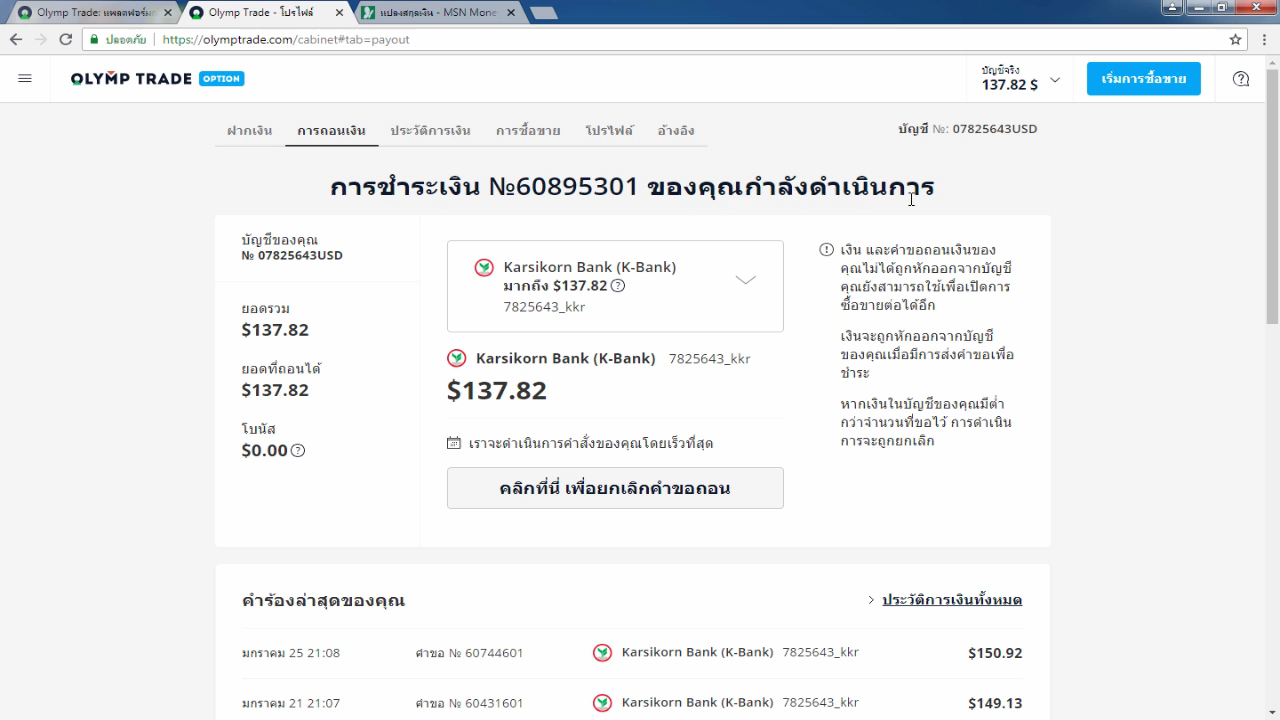 Olymp Trade: แพลตฟอร์ม
Olymp Trade - โปรไฟล์
แปลงสกุลเงิน - MSN Mone
ปลอดภัย https://olymptrade.com/cabinet#tab=payout
OLYMP TRADE OPTION
บัญชีจริง
137.82 $
เริ่มการซื้อขาย
ฝากเงิน การถอนเงิน ประวัติการเงิน การซื้อขาย โปรไฟล์ อ้างอิง
บัญชี №: 07825643USD
การชำระเงิน №60895301 ของคุณกำลังดำเนินการ
บัญชีของคุณ
№ 07825643USD
ยอดรวม
$137.82
ยอดที่ถอนได้
$137.82
โบนัส
$0.00
Karsikorn Bank (K-Bank)
มากถึง $137.82
7825643_kkr
Karsikorn Bank (K-Bank) 7825643_kkr
$137.82
เราจะดำเนินการคำสั่งของคุณโดยเร็วที่สุด
คลิกที่นี่ เพื่อยกเลิกคำขอถอน
เงิน และคำขอถอนเงินของ
คุณไม่ได้ถูกหักออกจากบัญชี
คุณยังสามารถใช้เพื่อเปิดการ
ซื้อขายต่อได้อีก
เงินจะถูกหักออกจากบัญชี
ของคุณเมื่อมีการส่งคำขอเพื่อ
ชำระ
หากเงินในบัญชีของคุณมีต่ำ
กว่าจำนวนที่ขอไว้ การดำเนิน
การจะถูกยกเลิก
คำร้องล่าสุดของคุณ
ประวัติการเงินทั้งหมด
มกราคม 25 21:08 คำขอ № 60744601 Karsikorn Bank (K-Bank) 7825643_kkr $150.92
มกราคม 21 21:07 คำขอ № 60431601 Karsikorn Bank (K-Bank) 7825643_kkr $149.13